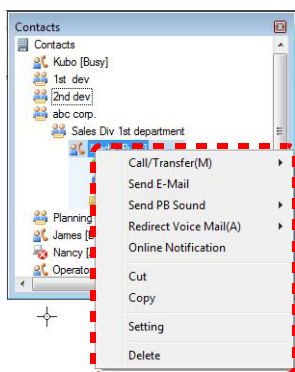 Contacts
Contacts
Kubo [Busy]
1st dev
2nd dev
abc corp.
Sales Div 1st department
Call/Transfer(M)
Send E-Mail
Send PB Sound
Redirect Voice Mail(A)
Online Notification
Planning
James [
Nancy [
Operato
Cut
Copy
Setting
Delete